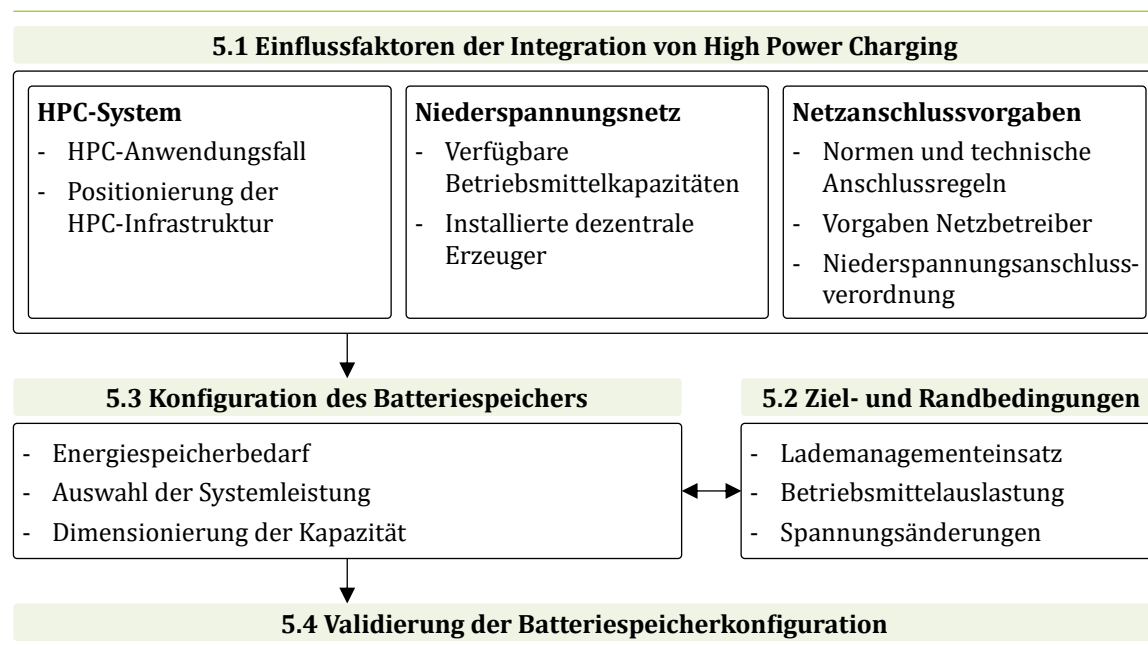 5.1 Einflussfaktoren der Integration von High Power Charging
HPC-System
- HPC-Anwendungsfall
- Positionierung der
HPC-Infrastruktur
Niederspannungsnetz
- Verfügbare
Betriebsmittelkapazitäten
- Installierte dezentrale
Erzeuger
Netzanschlussvorgaben
- Normen und technische
Anschlussregeln
- Vorgaben Netzbetreiber
- Niederspannungsanschluss-
verordnung
5.3 Konfiguration des Batteriespeichers
- Energiespeicherbedarf
- Auswahl der Systemleistung
- Dimensionierung der Kapazität
5.2 Ziel- und Randbedingungen
- Lademanagementeinsatz
- Betriebsmittelauslastung
- Spannungsänderungen
5.4 Validierung der Batteriespeicherkonfiguration